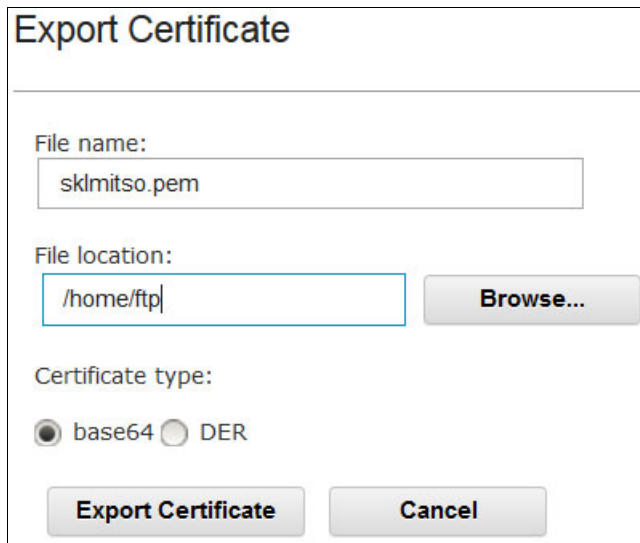 Export Certificate
File name:
sklmitso.pem
File location:
/home/ftp
Browse...
Certificate type:
base64 DER
Export Certificate Cancel